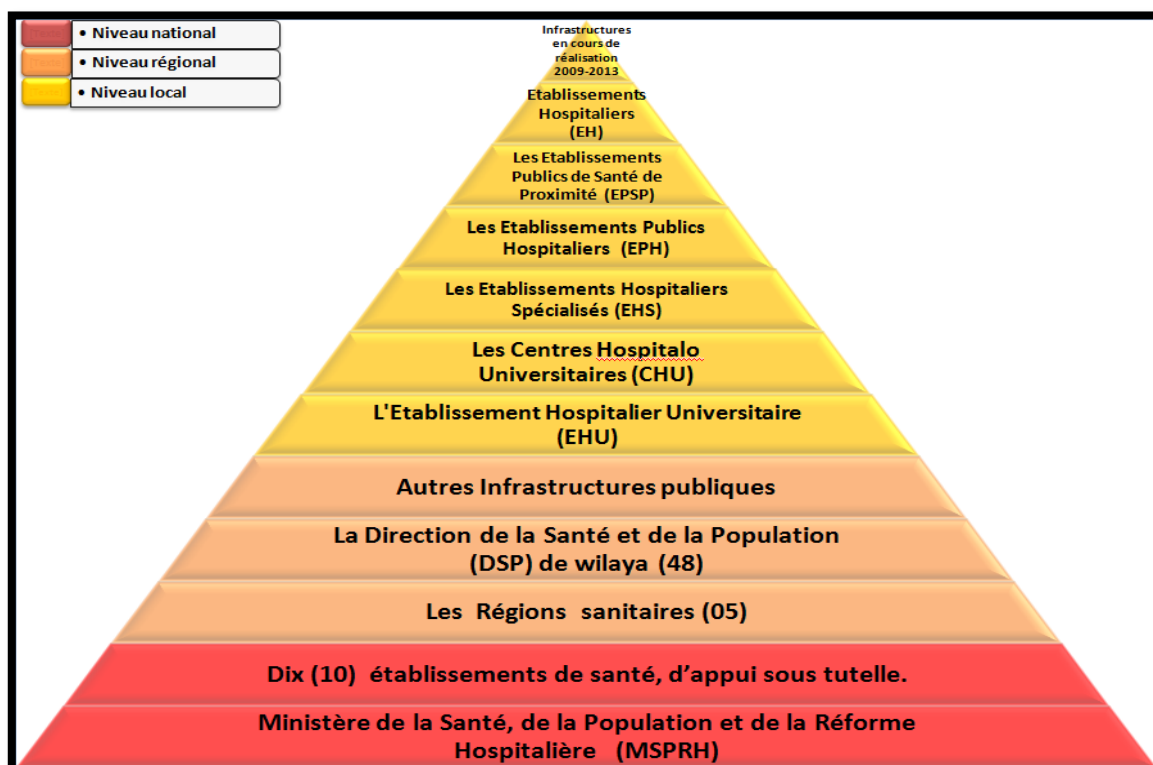 • Niveau national
• Niveau régional
• Niveau local
Infrastructures
en cours de
réalisation
2009-2013
Etablissements
Hospitaliers
(EH)
Les Etablissements
Publics de Santé de
Proximité (EPSP)
Les Etablissements Publics
Hospitaliers (EPH)
Les Etablissements Hospitaliers
Spécialisés (EHS)
Les Centres Hospitalo
Universitaires (CHU)
L'Etablissement Hospitalier Universitaire
(EHU)
Autres Infrastructures publiques
La Direction de la Santé et de la Population
(DSP) de wilaya (48)
Les Régions sanitaires (05)
Dix (10) établissements de santé, d’appui sous tutelle.
Ministère de la Santé, de la Population et de la Réforme
Hospitalière (MSPRH)